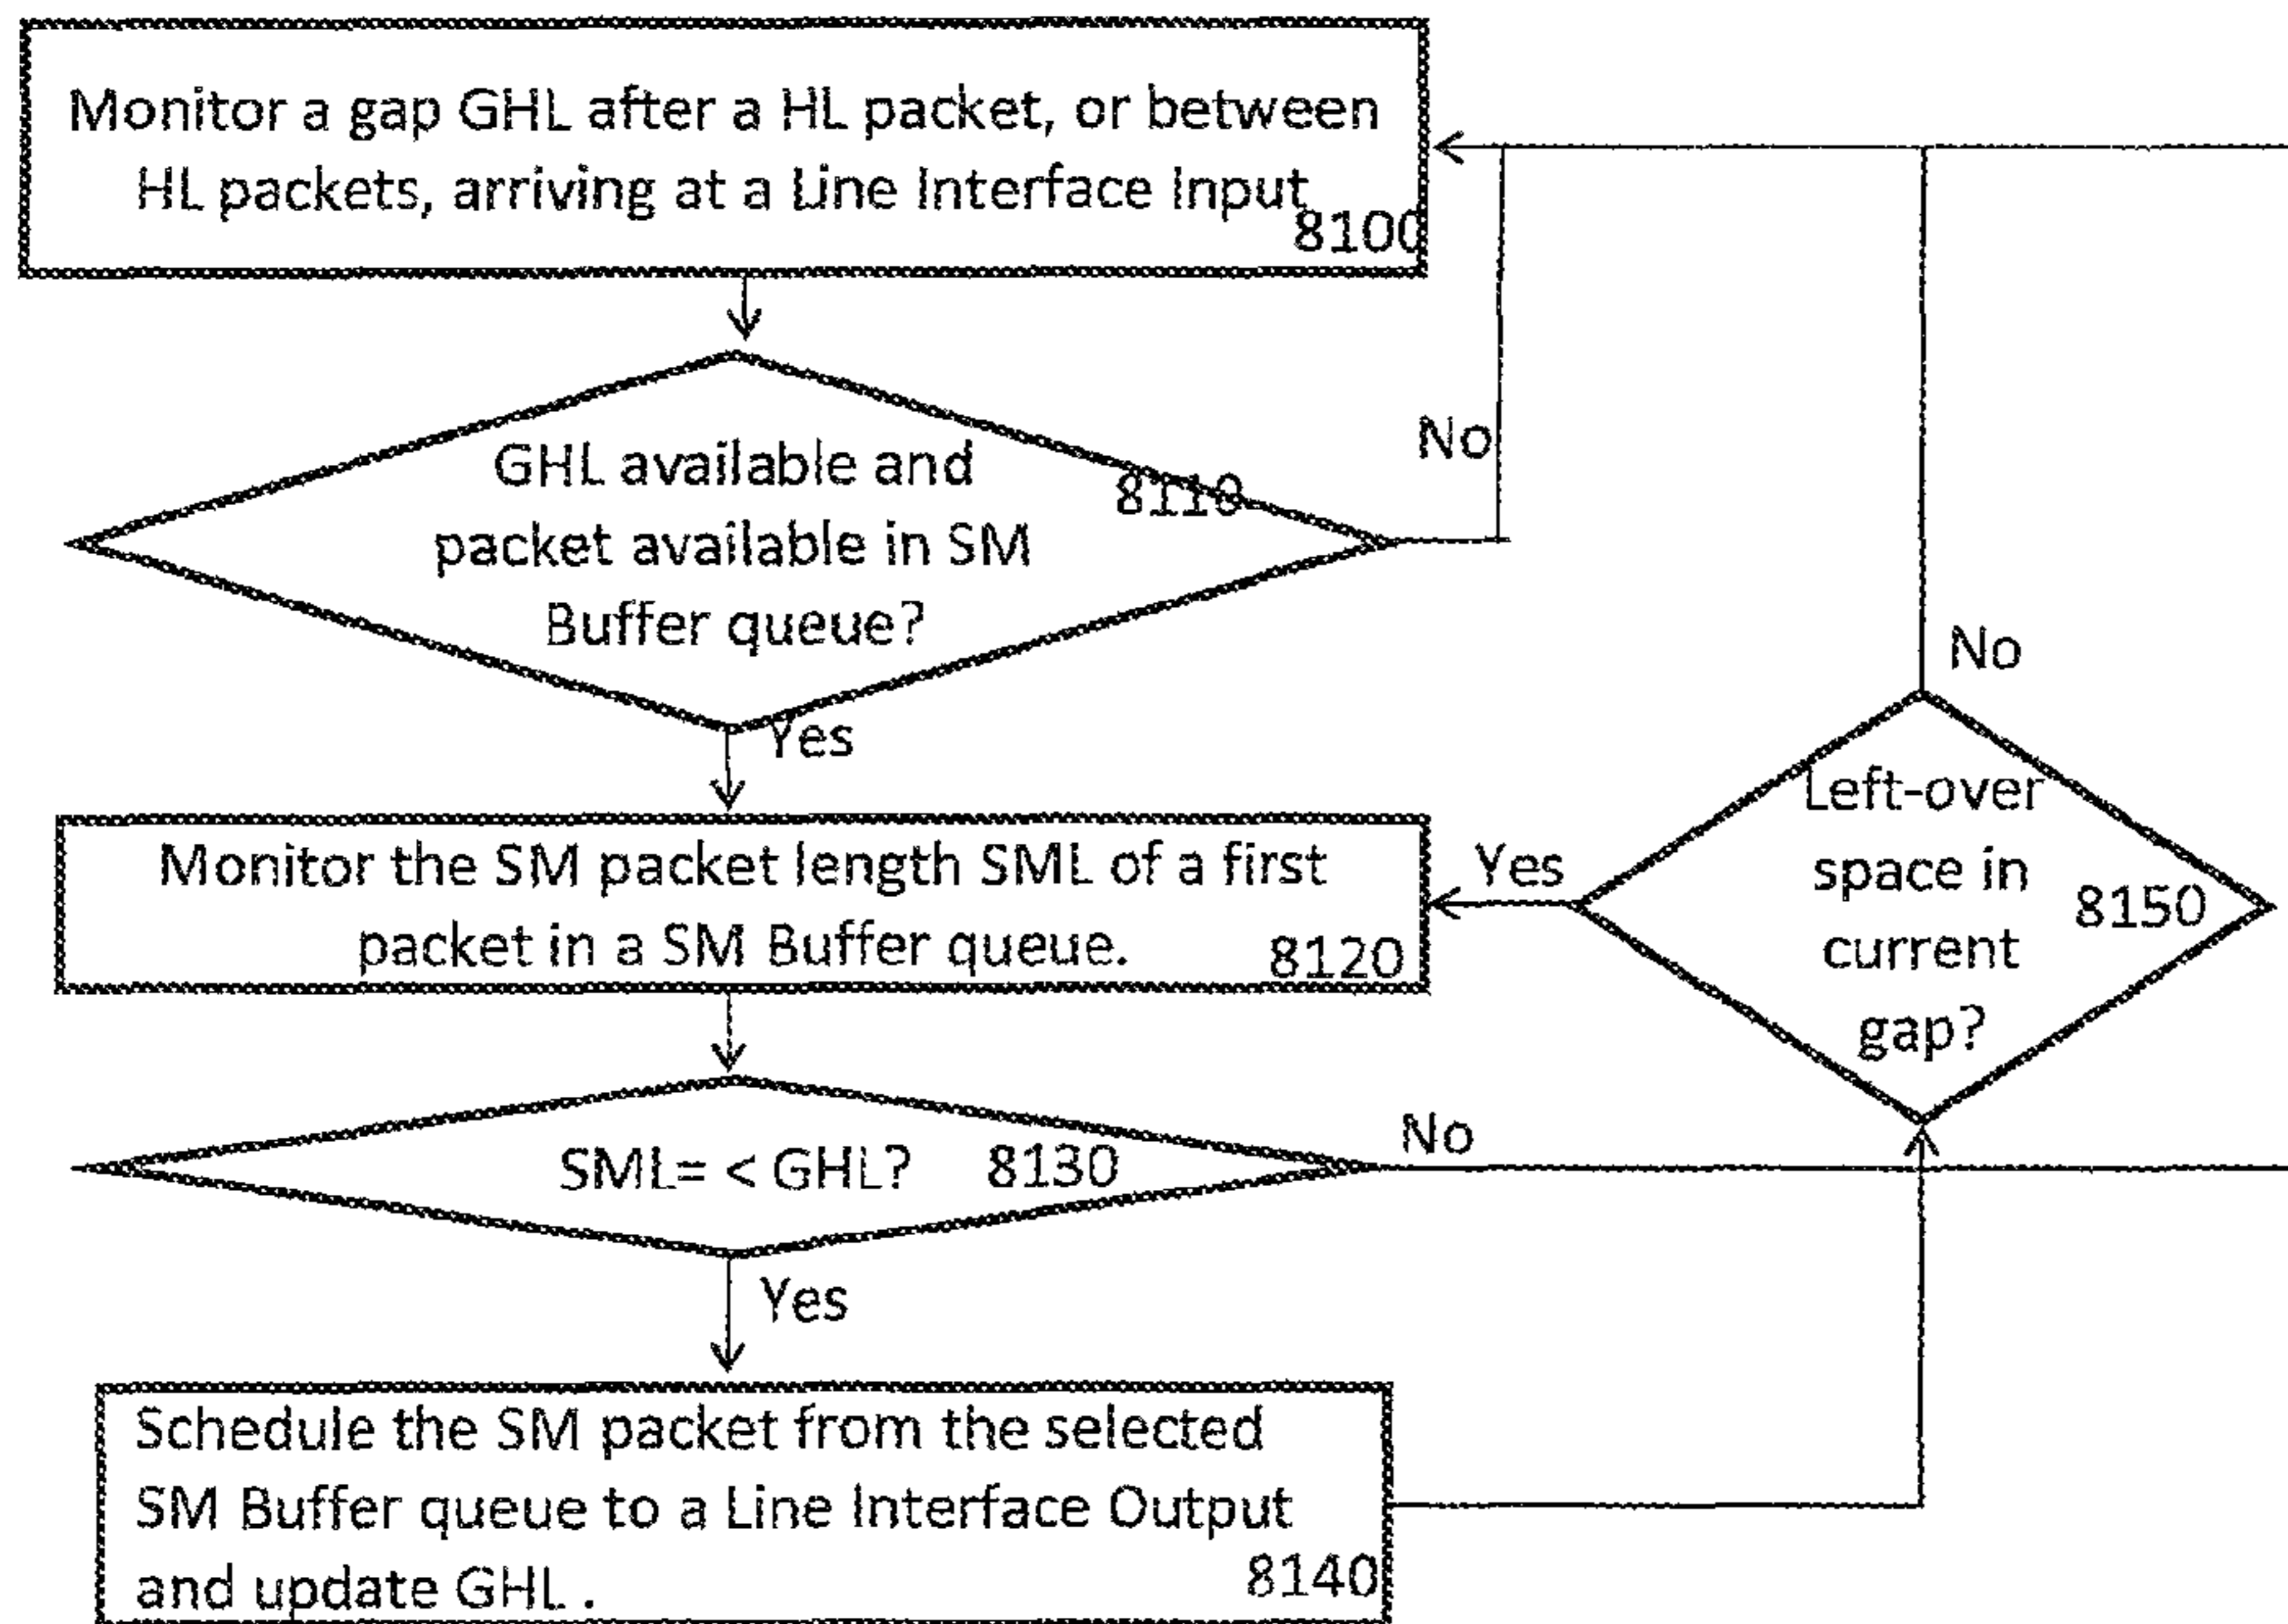 Monitor a gap GHL after a HL packet, or between
HL packets, arriving at a Line Interface Input
8100
GHL available and
packet available in SM
Buffer queue?
8110
No
Yes
Monitor the SM packet length SML of a first
packet in a SM Buffer queue.
8120
SML= < GHL?
8130
No
Yes
Schedule the SM packet from the selected
SM Buffer queue to a Line Interface Output
and update GHL .
8140
Left-over
space in
current
gap?
8150
No
Yes